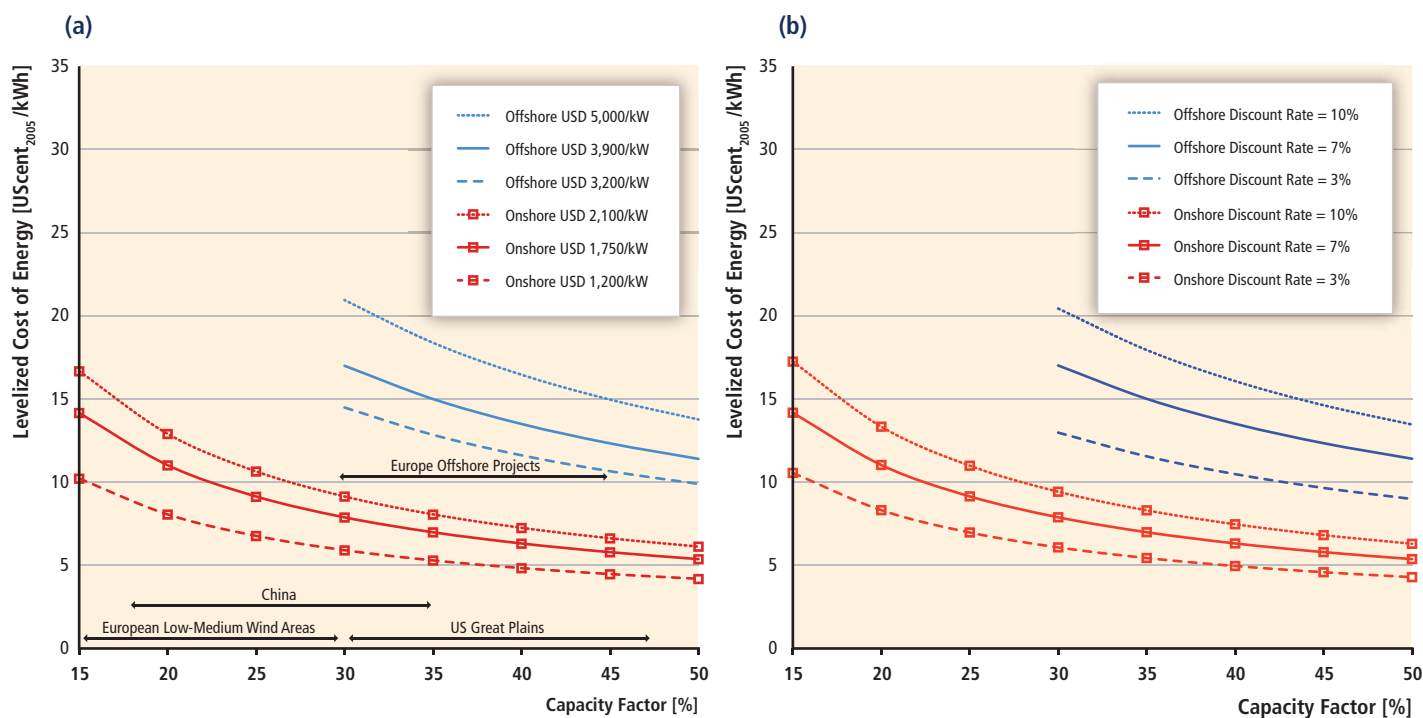 (a)
Levelized Cost of Energy [UScent2005 /kWh]
35
30
25
20
15
10
5
0
Offshore USD 5,000/kW
Offshore USD 3,900/kW
Offshore USD 3,200/kW
Onshore USD 2,100/kW
Onshore USD 1,750/kW
Onshore USD 1,200/kW
Europe Offshore Projects
China
European Low-Medium Wind Areas
US Great Plains
15 20 25 30 35 40 45 50
Capacity Factor [%]
(b)
Levelized Cost of Energy [UScent2005 /kWh]
35
30
25
20
15
10
5
0
Offshore Discount Rate = 10%
Offshore Discount Rate = 7%
Offshore Discount Rate = 3%
Onshore Discount Rate = 10%
Onshore Discount Rate = 7%
Onshore Discount Rate = 3%
15 20 25 30 35 40 45 50
Capacity Factor [%]